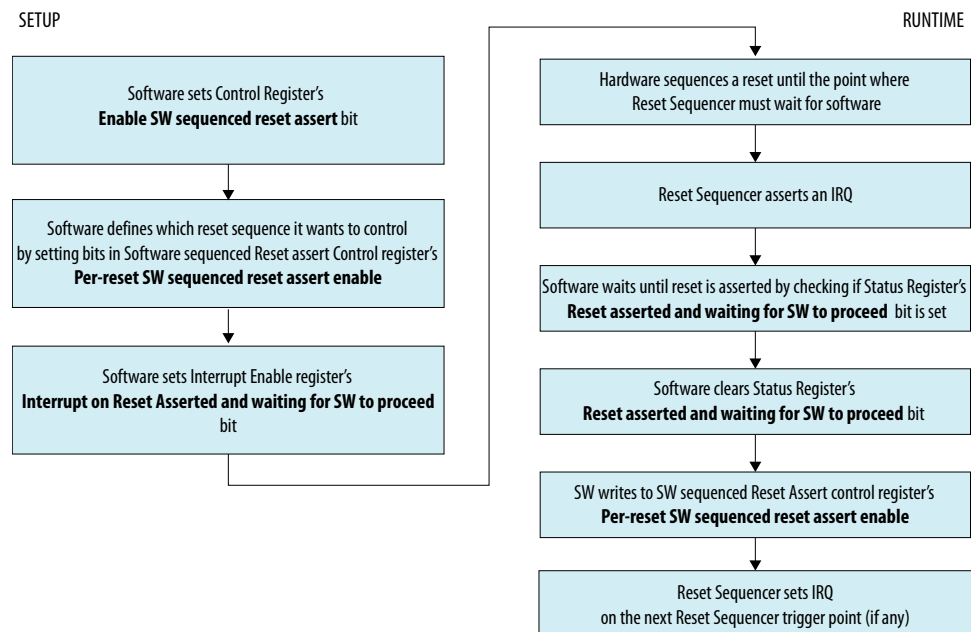 SETUP
Software sets Control Register's
Enable SW sequenced reset assert bit
Software defines which reset sequence it wants to control
by setting bits in Software sequenced Reset assert Control register's
Per-reset SW sequenced reset assert enable
Software sets Interrupt Enable register's
Interrupt on Reset Asserted and waiting for SW to proceed
bit
RUNTIME
Hardware sequences a reset until the point where
Reset Sequencer must wait for software
Reset Sequencer asserts an IRQ
Software waits until reset is asserted by checking if Status Register's
Reset asserted and waiting for SW to proceed bit is set
Software clears Status Register's
Reset asserted and waiting for SW to proceed bit
SW writes to SW sequenced Reset Assert control register's
Per-reset SW sequenced reset assert enable
Reset Sequencer sets IRQ
on the next Reset Sequencer trigger point (if any)